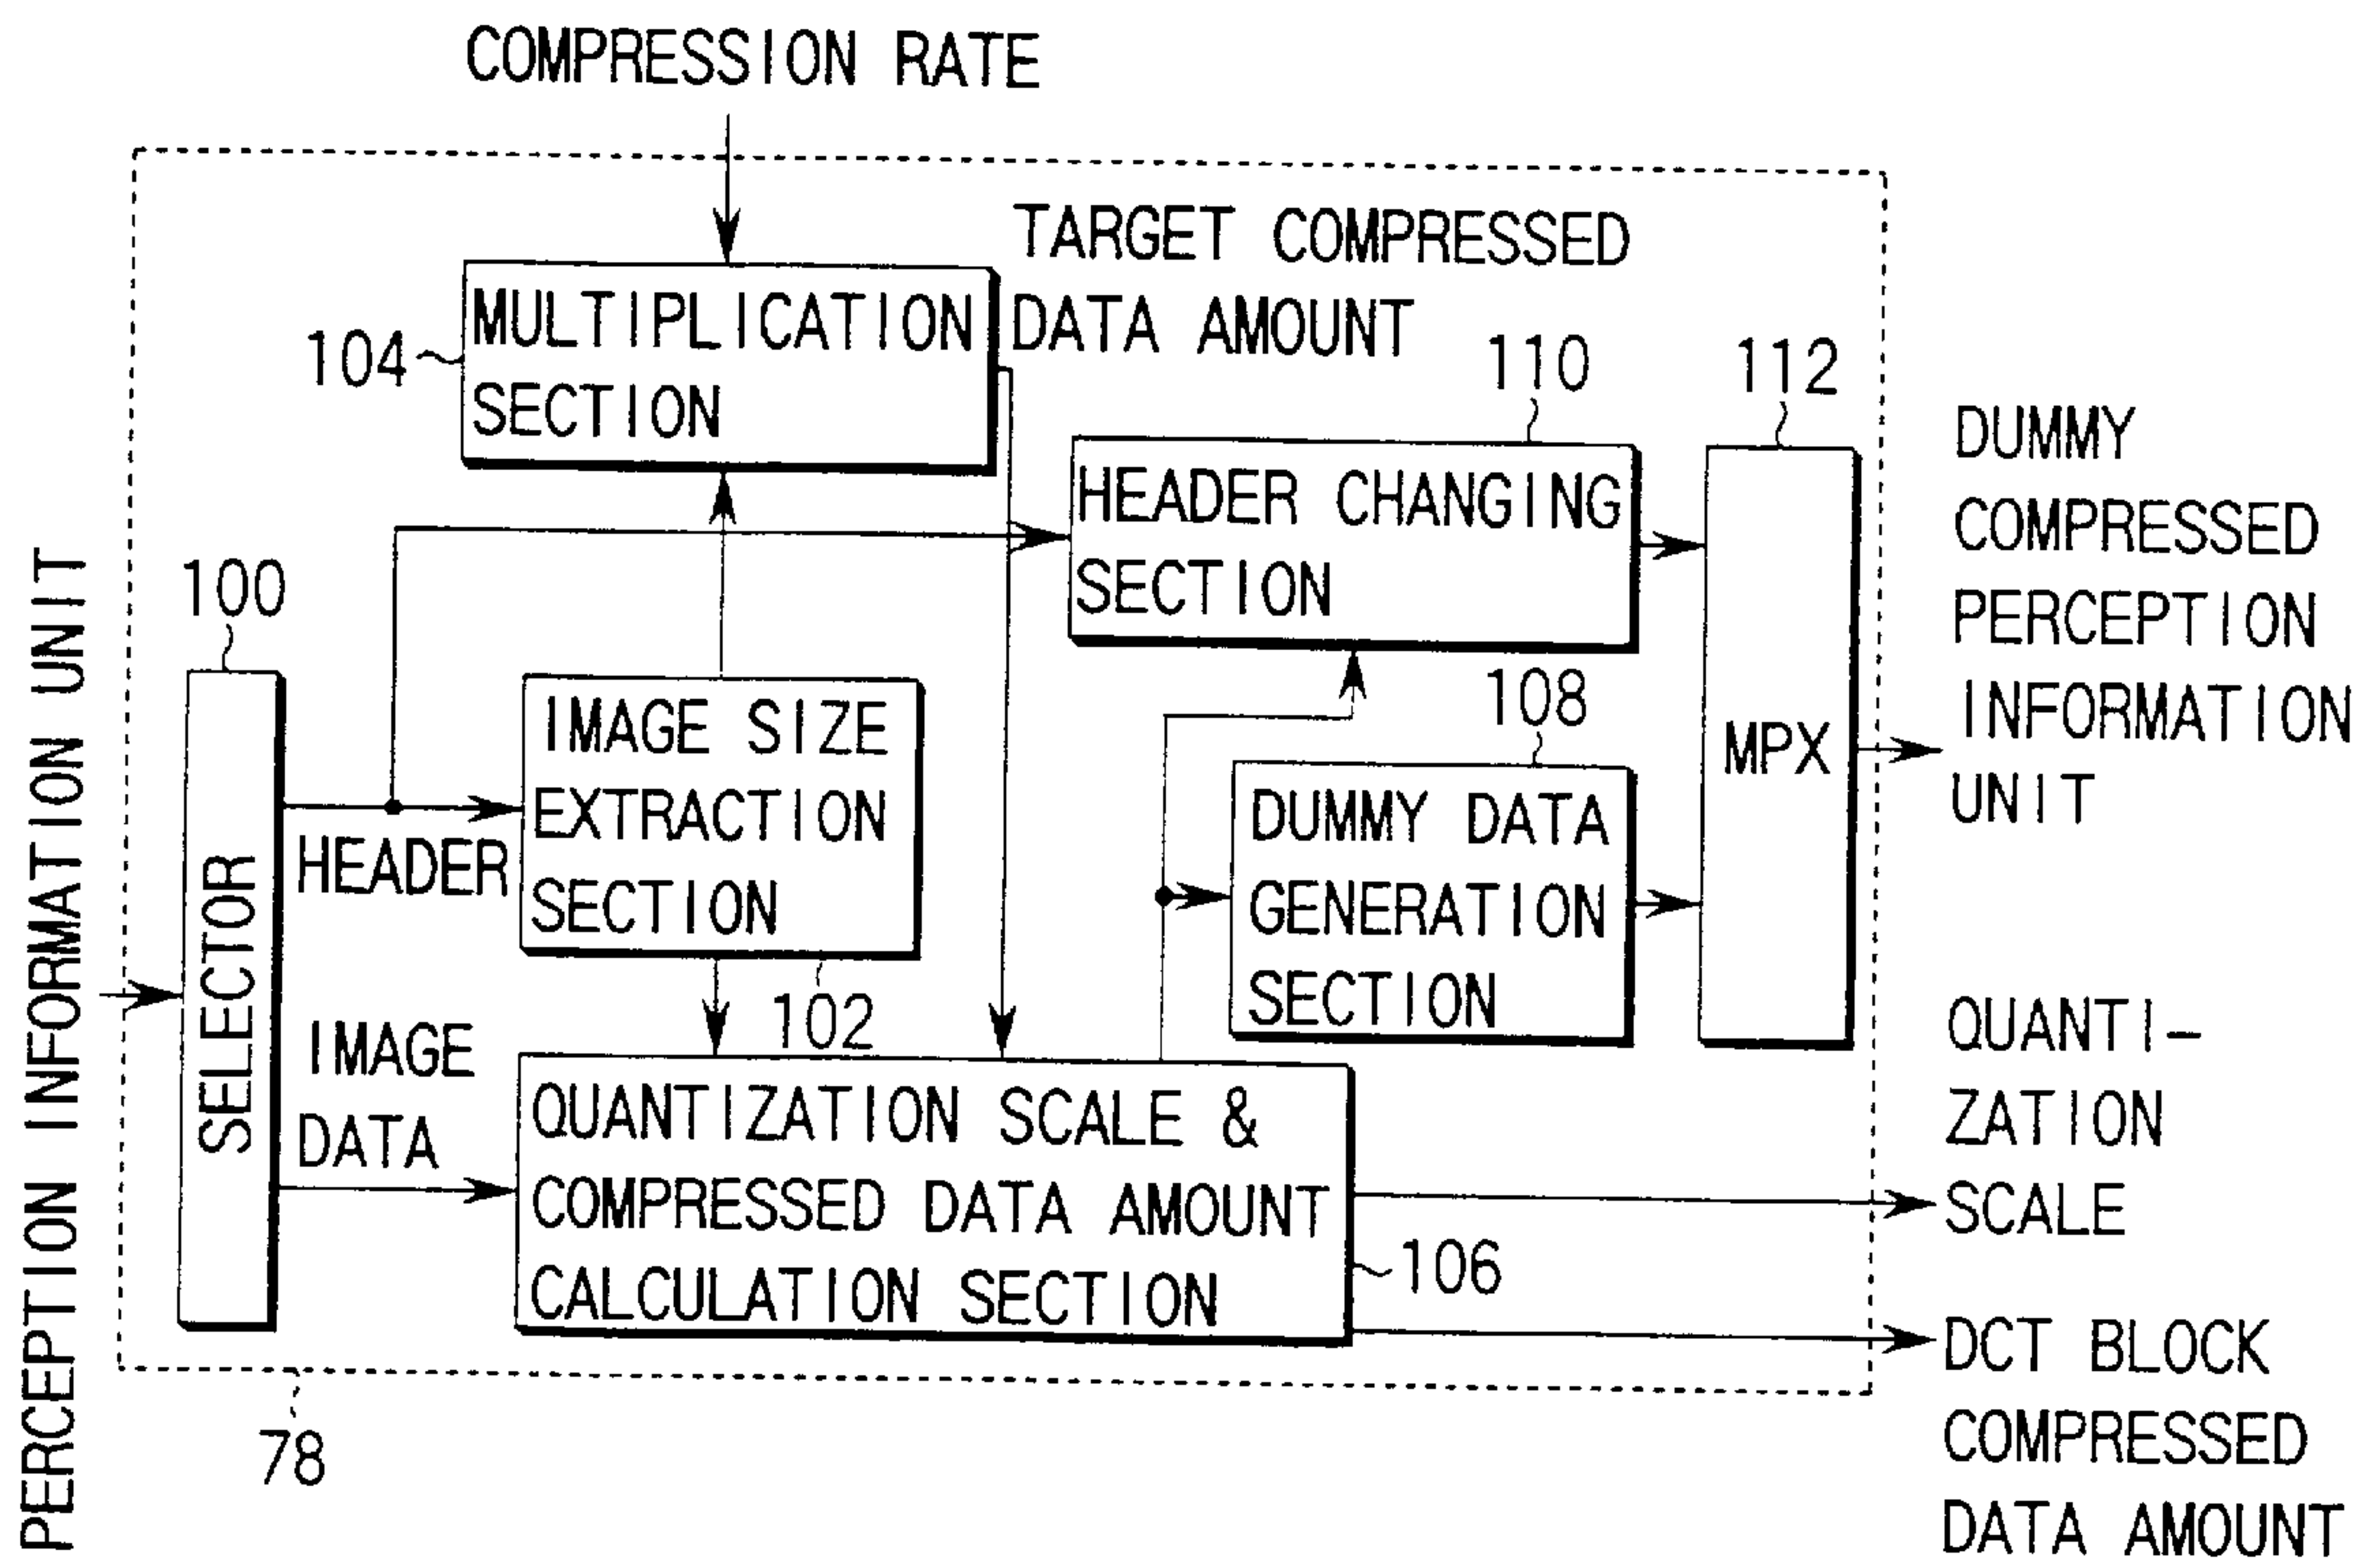 COMPRESSION RATE
TARGET COMPRESSED
DATA AMOUNT
104
MULTIPLICATION
SECTION
110
112
HEADER CHANGING
SECTION
DUMMY
COMPRESSED
PERCEPTION
INFORMATION
UNIT
PERCEPTION INFORMATION UNIT
100
SELECTOR
HEADER
IMAGE SIZE
EXTRACTION
SECTION
102
108
DUMMY DATA
GENERATION
SECTION
MPX
IMAGE
DATA
QUANTIZATION SCALE &
COMPRESSED DATA AMOUNT
CALCULATION SECTION
106
QUANTI-
ZATION
SCALE
DCT BLOCK
COMPRESSED
DATA AMOUNT
78